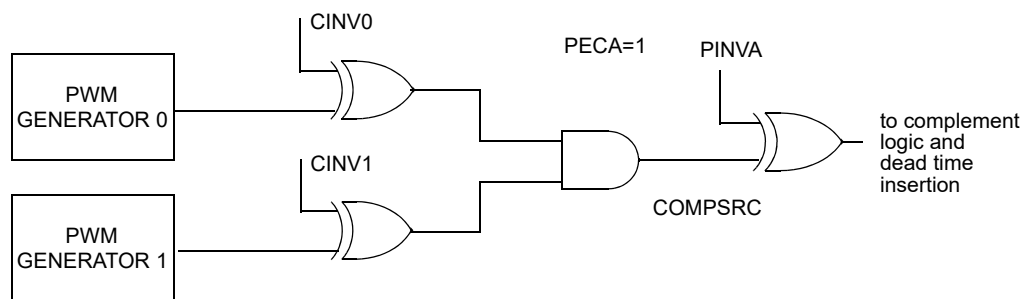 CINV0
PECA=1
PINVA
PWM
GENERATOR 0
to complement
logic and
dead time
insertion
CINV1
COMPSRC
PWM
GENERATOR 1